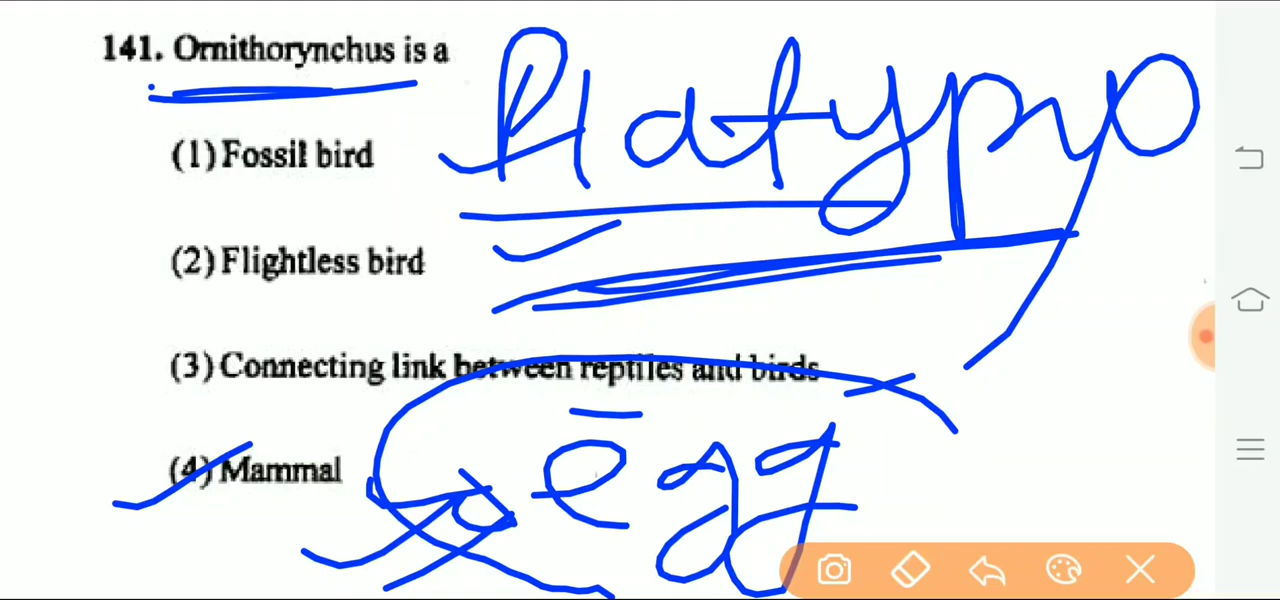 141. Ornithorynchus is a
Platypus
(1) Fossil bird
(2) Flightless bird
(3) Connecting link between reptiles and birds
(4) Mammal
egg